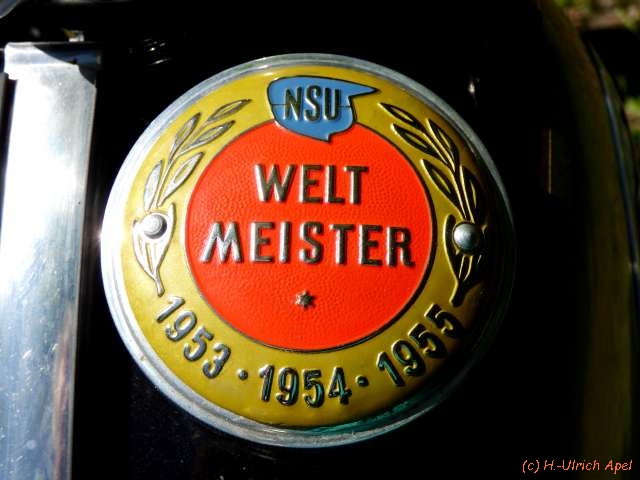 NSU
WELT
MEISTER
1953 · 1954 · 1955
(c) H.-Ulrich Apel